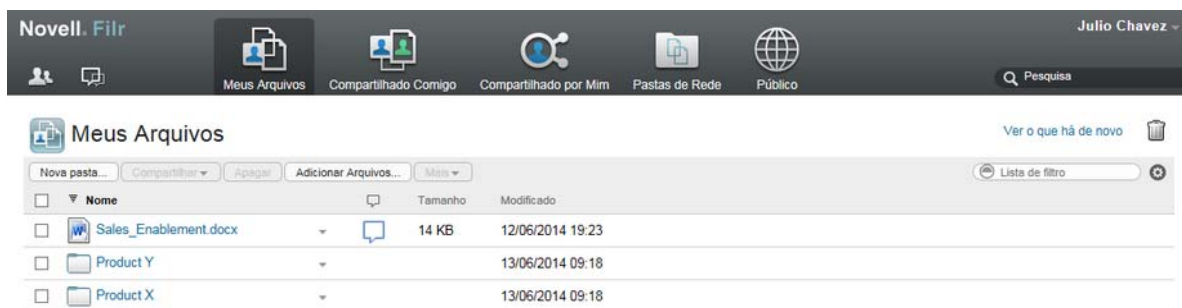 Novell. Filr
Julio Chavez
Meus Arquivos
Compartilhado Comigo
Compartilhado por Mim
Pastas de Rede
Público
Pesquisa
Meus Arquivos
Ver o que há de novo
Nova pasta... Compartilhar Apagar Adicionar Arquivos... Mais Lista de filtro
Nome Tamanho Modificado
Sales_Enablement.docx 14 KB 12/06/2014 19:23
Product Y 13/06/2014 09:18
Product X 13/06/2014 09:18